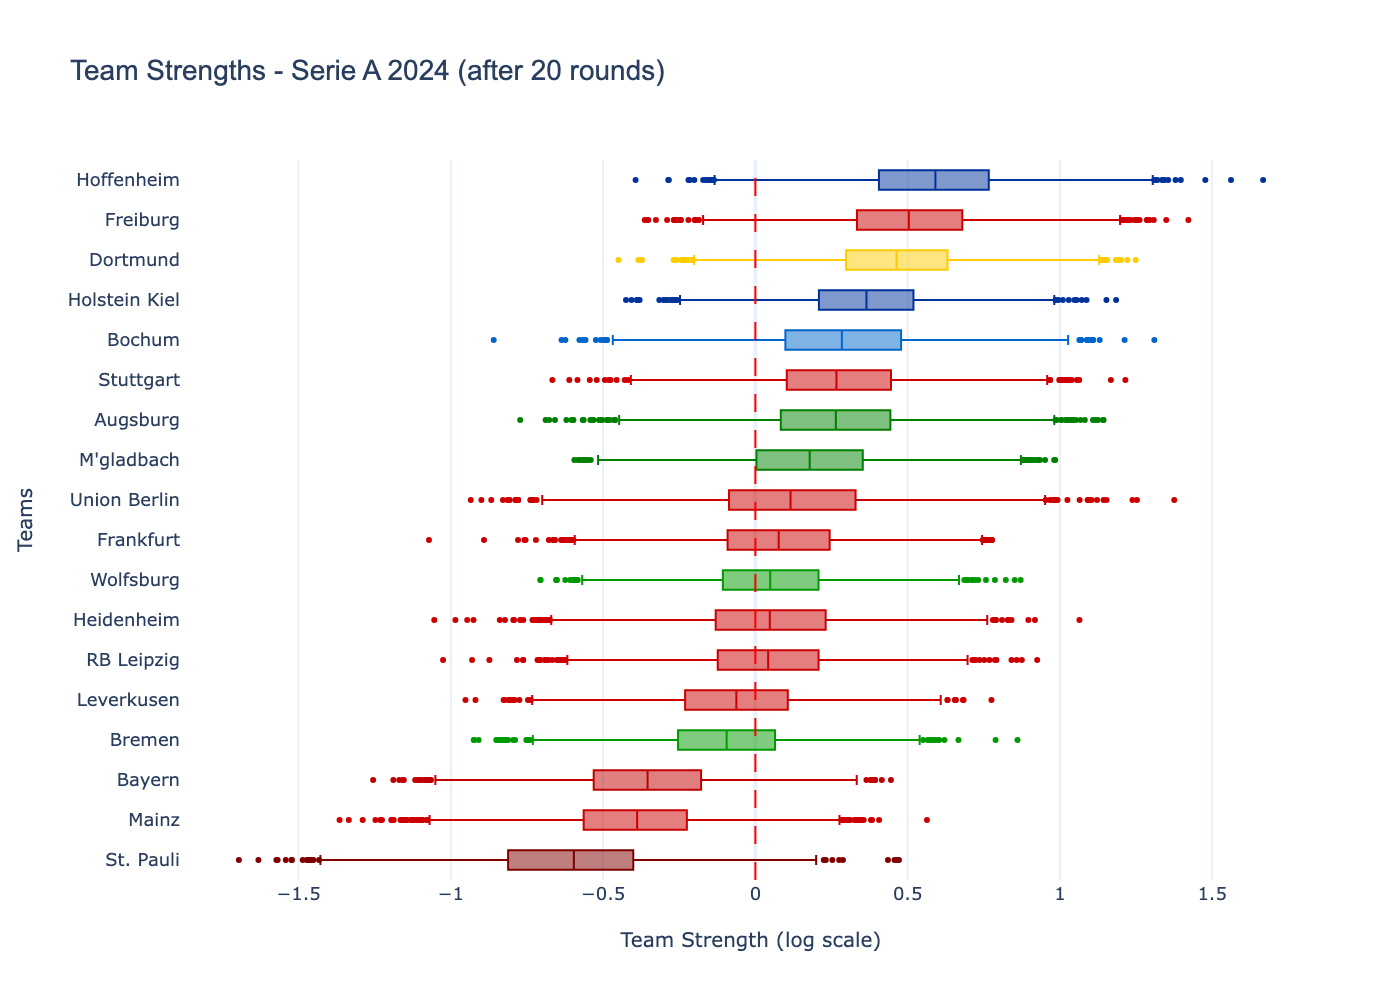 Team Strengths - Serie A 2024 (after 20 rounds)
Teams
Hoffenheim
Freiburg
Dortmund
Holstein Kiel
Bochum
Stuttgart
Augsburg
M'gladbach
Union Berlin
Frankfurt
Wolfsburg
Heidenheim
RB Leipzig
Leverkusen
Bremen
Bayern
Mainz
St. Pauli
−1.5 −1 −0.5 0 0.5 1 1.5
Team Strength (log scale)